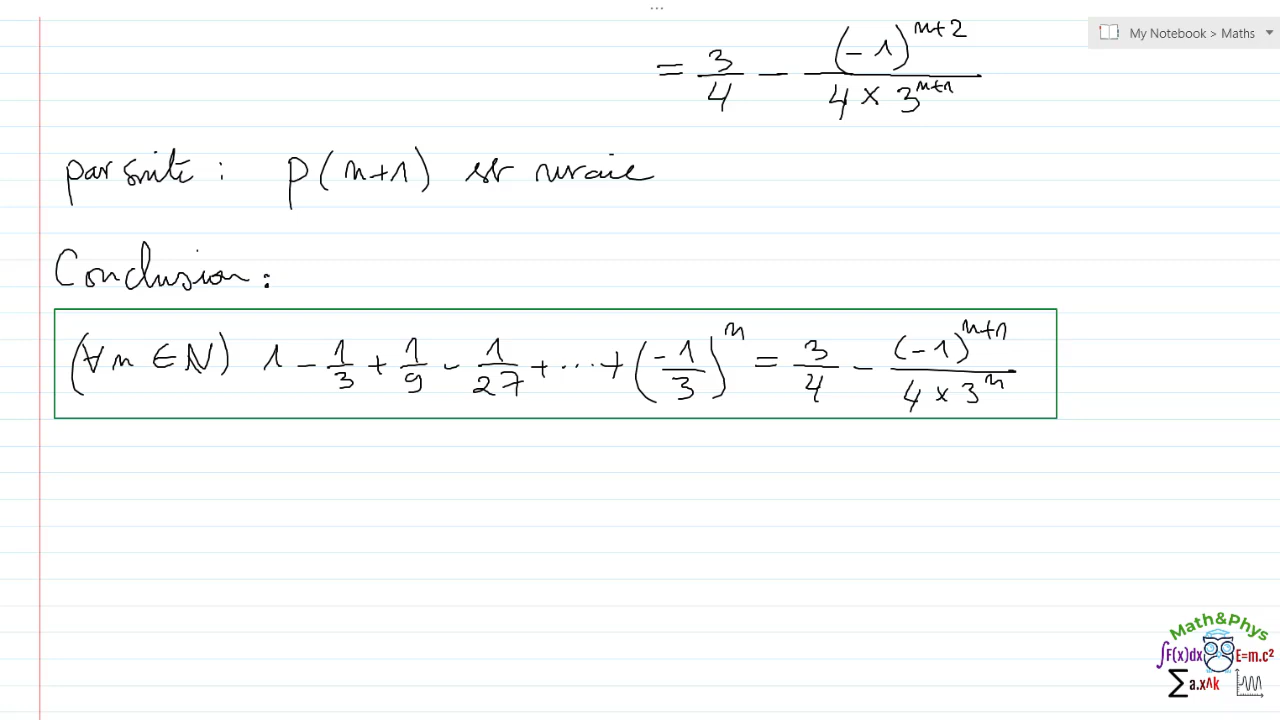 ...
My Notebook > Maths
= 3/4 - (-1)^(n+2)/(4 × 3^(n+1))
par suite : P(n+1) est vraie
Conclusion :
(∀n ∈ ℕ) 1 - 1/3 + 1/9 - 1/27 + ... + (-1/3)^n = 3/4 - (-1)^(n+1)/(4 × 3^n)
Math&Phys
∫F(x)dx E=m.c²
∑ a.x^k